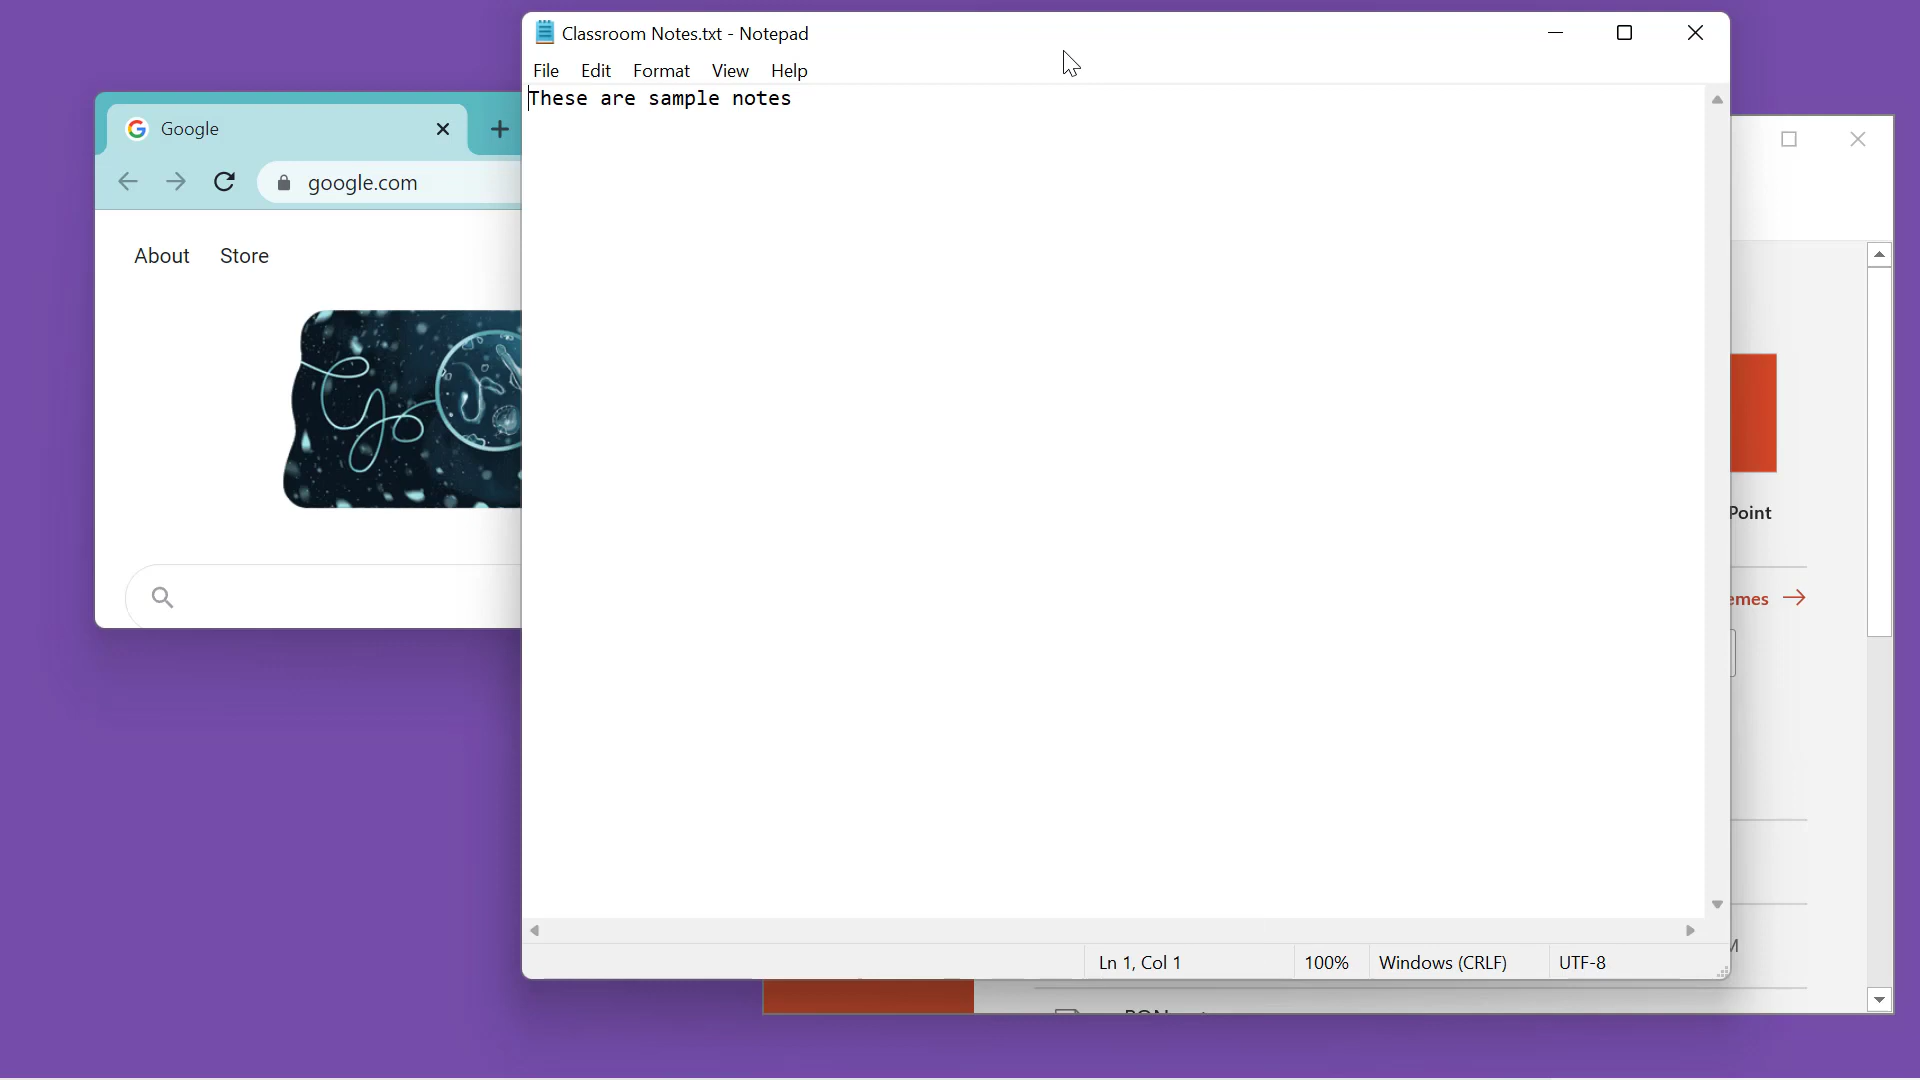 Classroom Notes.txt - Notepad
File Edit Format View Help
These are sample notes
Google
google.com
About Store
Point
emes
Ln 1, Col 1 100% Windows (CRLF) UTF-8